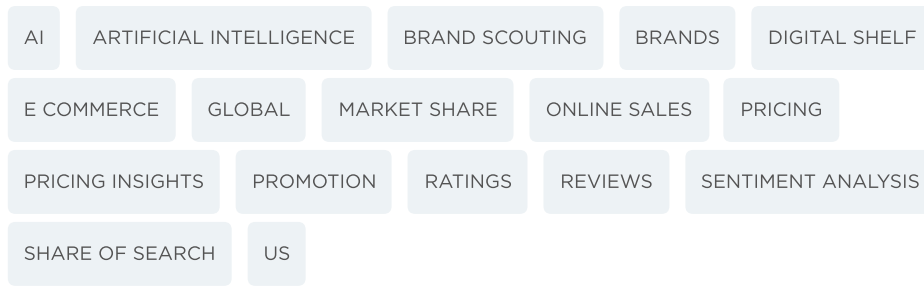 AI ARTIFICIAL INTELLIGENCE BRAND SCOUTING BRANDS DIGITAL SHELF
E COMMERCE GLOBAL MARKET SHARE ONLINE SALES PRICING
PRICING INSIGHTS PROMOTION RATINGS REVIEWS SENTIMENT ANALYSIS
SHARE OF SEARCH US